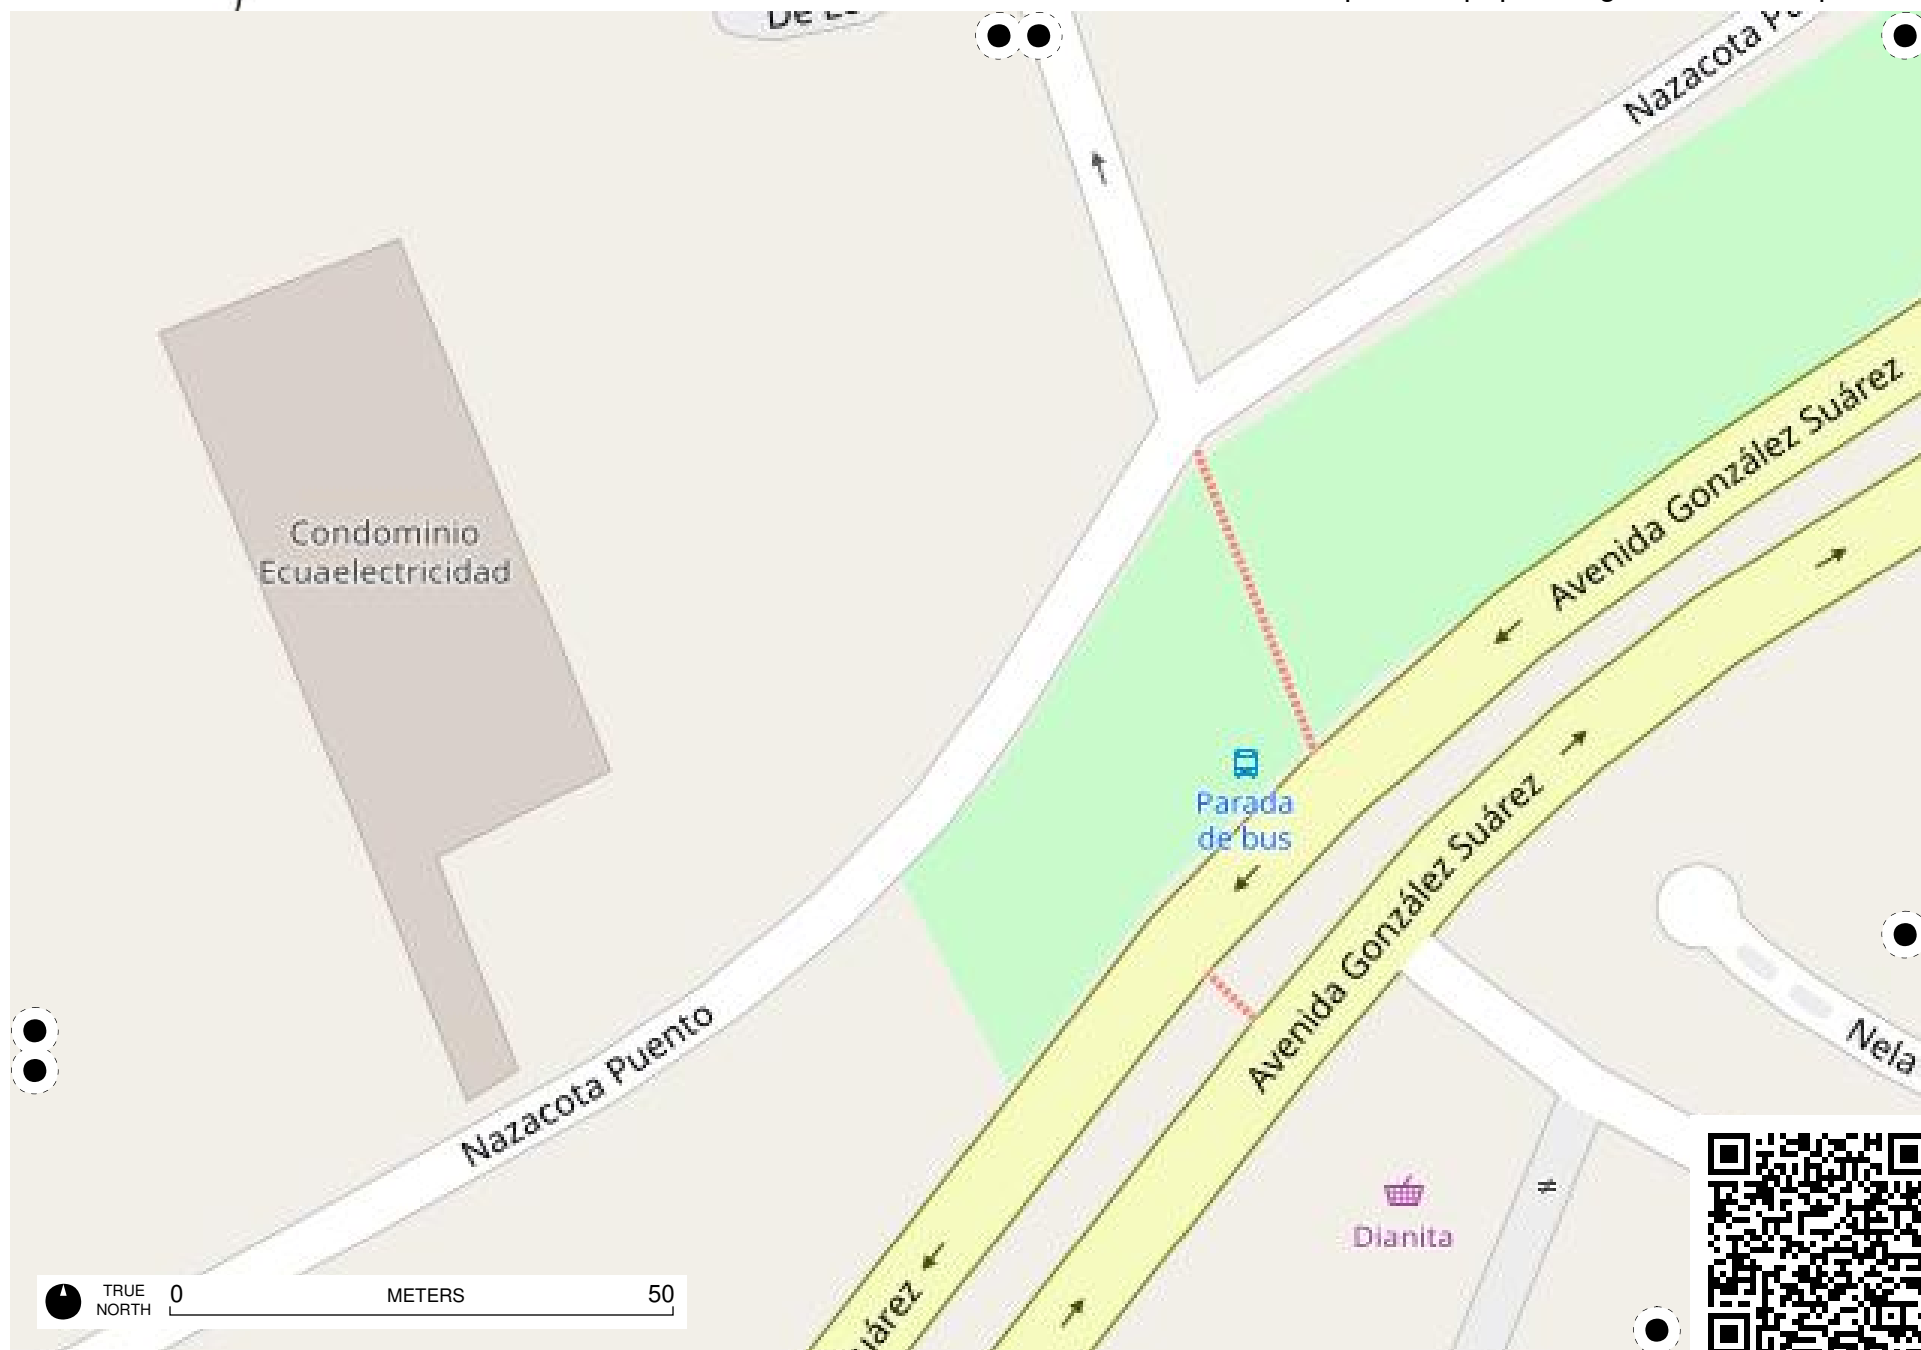 Nazacota
Avenida González Suárez
Condominio
Ecuaelectricidad
Parada
de bus
Avenida González Suárez
Nazacota Puento
Nela
Dianita
TRUE
NORTH
0 METERS 50